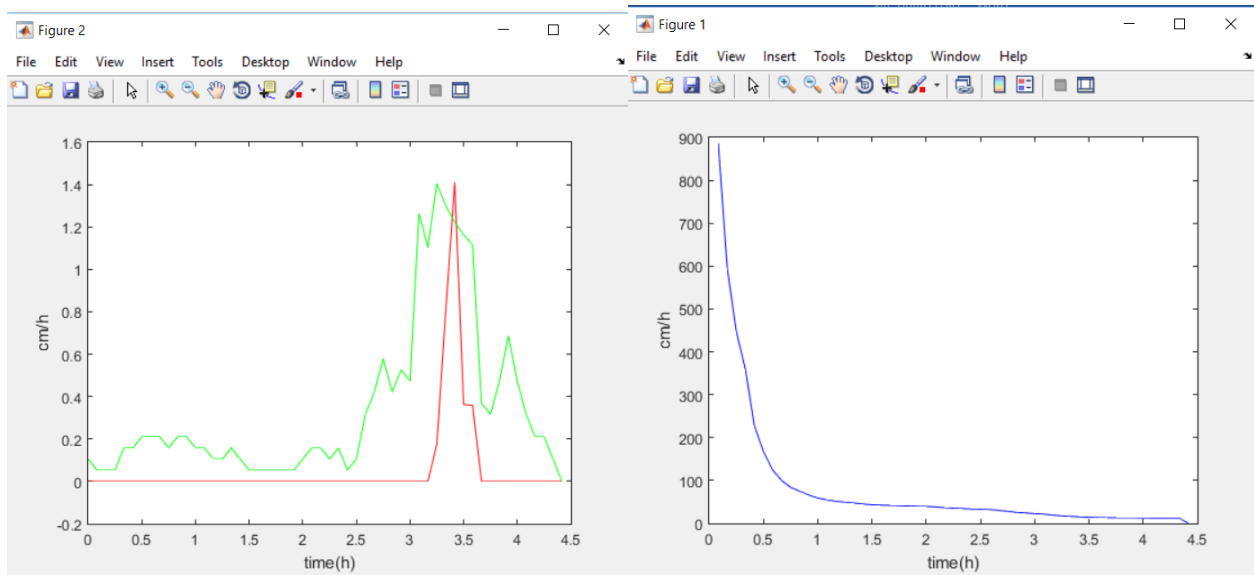 Figure 2
File Edit View Insert Tools Desktop Window Help
1.6
1.4
1.2
1
0.8
0.6
0.4
0.2
0
-0.2
cm/h
0 0.5 1 1.5 2 2.5 3 3.5 4 4.5
time(h)
Figure 1
File Edit View Insert Tools Desktop Window Help
900
800
700
600
500
400
300
200
100
0
cm/h
0 0.5 1 1.5 2 2.5 3 3.5 4 4.5
time(h)